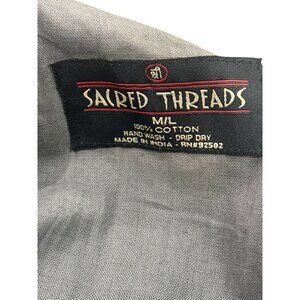 श्री
SACRED THREADS
M/L
100% COTTON
HAND WASH - DRIP DRY
MADE IN INDIA - RN#92502